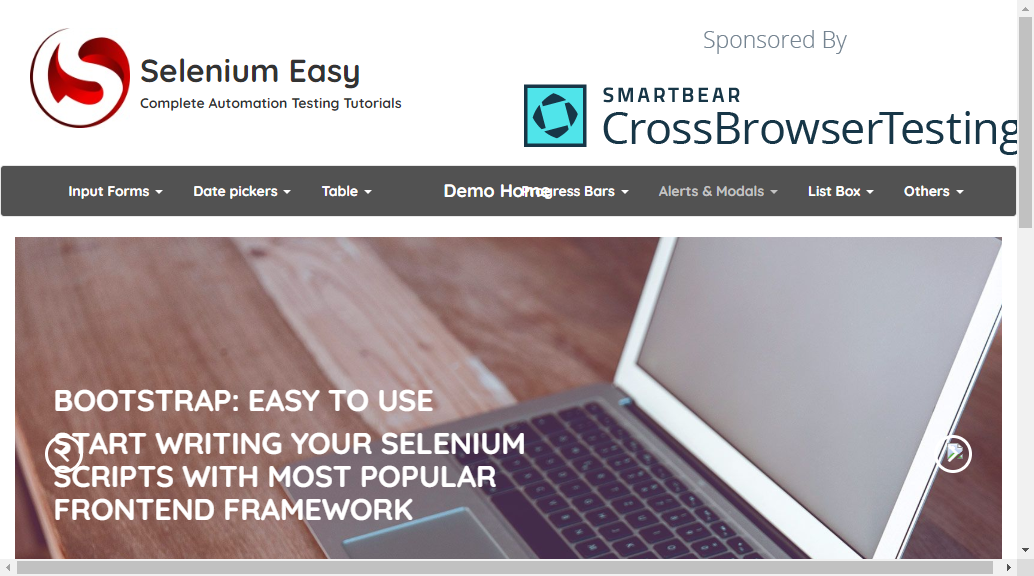 Sponsored By
Selenium Easy
Complete Automation Testing Tutorials
SMARTBEAR
CrossBrowserTesting
Input Forms Date pickers Table Demo Home Progress Bars Alerts & Modals List Box Others
BOOTSTRAP: EASY TO USE
START WRITING YOUR SELENIUM
SCRIPTS WITH MOST POPULAR
FRONTEND FRAMEWORK